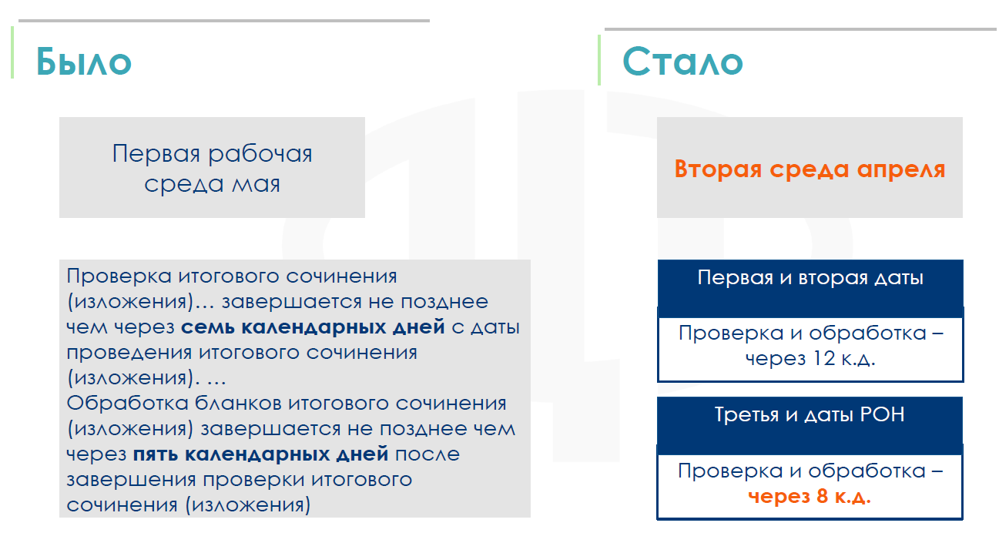 Было
Первая рабочая
среда мая
Проверка итогового сочинения
(изложения)… завершается не позднее
чем через семь календарных дней с даты
проведения итогового сочинения
(изложения). …
Обработка бланков итогового сочинения
(изложения) завершается не позднее чем
через пять календарных дней после
завершения проверки итогового
сочинения (изложения)
Стало
Вторая среда апреля
Первая и вторая даты
Проверка и обработка –
через 12 к.д.
Третья и даты РОН
Проверка и обработка –
через 8 к.д.